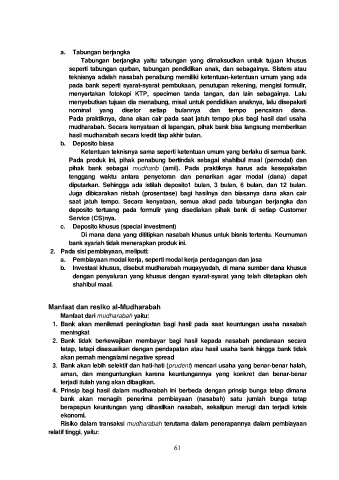 a. Tabungan berjangka
Tabungan berjangka yaitu tabungan yang dimaksudkan untuk tujuan khusus
seperti tabungan qurban, tabungan pendidikan anak, dan sebagainya. Sistem atau
teknisnya adalah nasabah penabung memiliki ketentuan-ketentuan umum yang ada
pada bank seperti syarat-syarat pembukaan, penutupan rekening, mengisi formulir,
menyertakan fotokopi KTP, specimen tanda tangan, dan lain sebagainya. Lalu
menyebutkan tujuan dia menabung, misal untuk pendidikan anaknya, lalu disepakati
nominal yang disetor setiap bulannya dan tempo pencairan dana.
Pada praktiknya, dana akan cair pada saat jatuh tempo plus bagi hasil dari usaha
mudharabah. Secara kenyataan di lapangan, pihak bank bisa langsung memberikan
hasil mudharabah secara kredit tiap akhir bulan.
b. Deposito biasa
Ketentuan teknisnya sama seperti ketentuan umum yang berlaku di semua bank.
Pada produk ini, pihak penabung bertindak sebagai shahibul maal (pemodal) dan
pihak bank sebagai mudharib (amil). Pada praktiknya harus ada kesepakatan
tenggang waktu antara penyetoran dan penarikan agar modal (dana) dapat
diputarkan. Sehingga ada istilah deposito1 bulan, 3 bulan, 6 bulan, dan 12 bulan.
Juga dibicarakan nisbah (prosentase) bagi hasilnya dan biasanya dana akan cair
saat jatuh tempo. Secara kenyataan, semua akad pada tabungan berjangka dan
deposito tertuang pada formulir yang disediakan pihak bank di setiap Customer
Service (CS)nya.
c. Deposito khusus (special investment)
Di mana dana yang dititipkan nasabah khusus untuk bisnis tertentu. Keumuman
bank syariah tidak menerapkan produk ini.
2. Pada sisi pembiayaan, meliputi:
a. Pembiayaan modal kerja, seperti modal kerja perdagangan dan jasa
b. Investasi khusus, disebut mudharabah muqayyadah, di mana sumber dana khusus
dengan penyaluran yang khusus dengan syarat-syarat yang telah ditetapkan oleh
shahibul maal.
Manfaat dan resiko al-Mudharabah
Manfaat dari mudharabah yaitu:
1. Bank akan menikmati peningkatan bagi hasil pada saat keuntungan usaha nasabah
meningkat
2. Bank tidak berkewajiban membayar bagi hasil kepada nasabah pendanaan secara
tetap, tetapi disesuaikan dengan pendapatan atau hasil usaha bank hingga bank tidak
akan pernah mengalami negative spread
3. Bank akan lebih selektif dan hati-hati (prudent) mencari usaha yang benar-benar halal,
aman, dan menguntungkan karena keuntungannya yang konkret dan benar-benar
terjadi itulah yang akan dibagikan.
4. Prinsip bagi hasil dalam mudharabah ini berbeda dengan prinsip bunga tetap dimana
bank akan menagih penerima pembiayaan (nasabah) satu jumlah bunga tetap
berapapun keuntungan yang dihasilkan nasabah, sekalipun merugi dan terjadi krisis
ekonomi.
Risiko dalam transaksi mudharabah terutama dalam penerapannya dalam pembiayaan
relatif tinggi, yaitu:
61